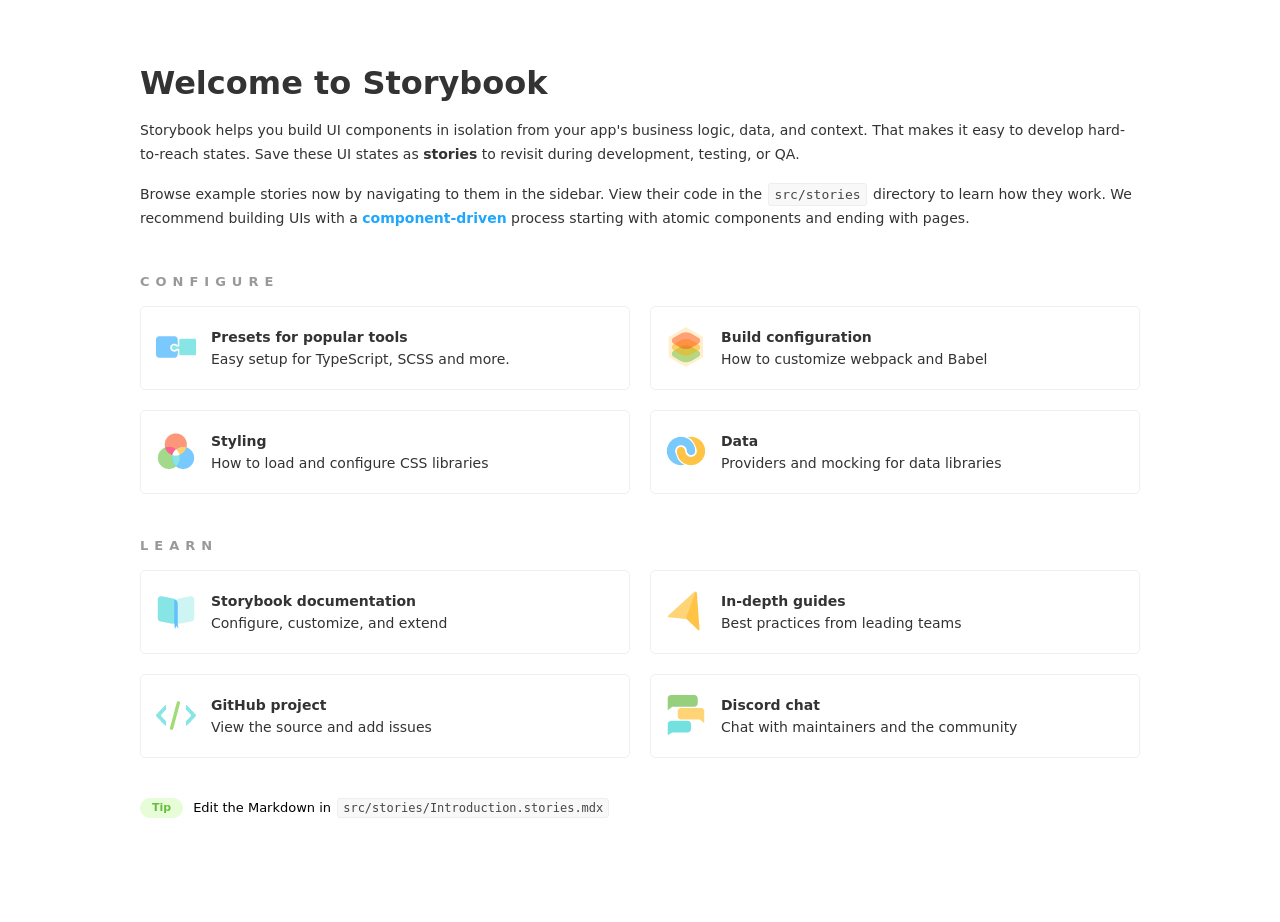 Welcome to Storybook
Storybook helps you build UI components in isolation from your app's business logic, data, and context. That makes it easy to develop hard-
to-reach states. Save these UI states as stories to revisit during development, testing, or QA.
Browse example stories now by navigating to them in the sidebar. View their code in the src/stories directory to learn how they work. We
recommend building UIs with a component-driven process starting with atomic components and ending with pages.
CONFIGURE
Presets for popular tools
Easy setup for TypeScript, SCSS and more.
Build configuration
How to customize webpack and Babel
Styling
How to load and configure CSS libraries
Data
Providers and mocking for data libraries
LEARN
Storybook documentation
Configure, customize, and extend
In-depth guides
Best practices from leading teams
GitHub project
View the source and add issues
Discord chat
Chat with maintainers and the community
Tip Edit the Markdown in src/stories/Introduction.stories.mdx